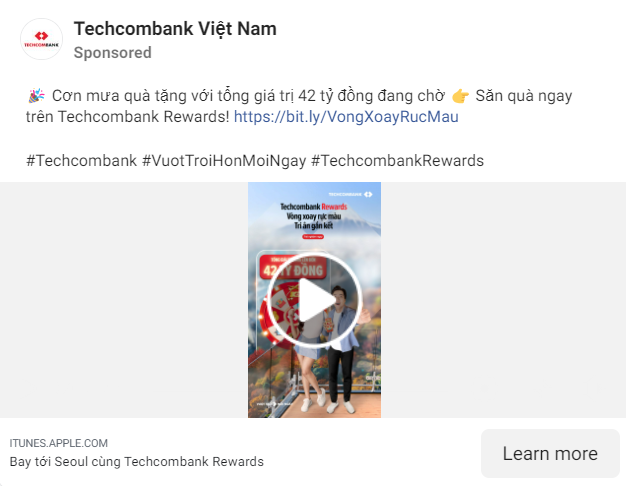 Techcombank Việt Nam
TECHCOMBANK
Sponsored
🎉 Cơn mưa quà tặng với tổng giá trị 42 tỷ đồng đang chờ 👉 Săn quà ngay
trên Techcombank Rewards! https://bit.ly/VongXoayRucMau
#Techcombank #VuotTroiHonMoiNgay #TechcombankRewards
TECHCOMBANK
Techcombank Rewards
Vòng xoay rực màu
Tri ân gắn kết
42 TỶ ĐỒNG
ITUNES.APPLE.COM
Bay tới Seoul cùng Techcombank Rewards
Learn more